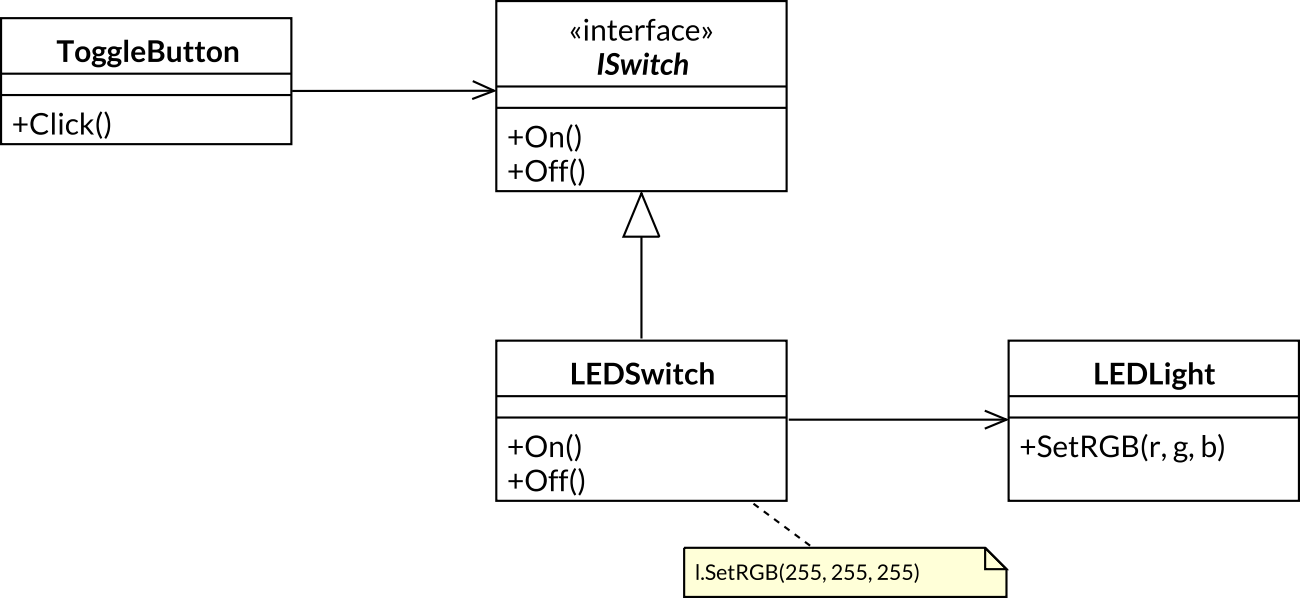 ToggleButton
+Click()
«interface»
ISwitch
+On()
+Off()
LEDSwitch
+On()
+Off()
LEDLight
+SetRGB(r, g, b)
l.SetRGB(255, 255, 255)